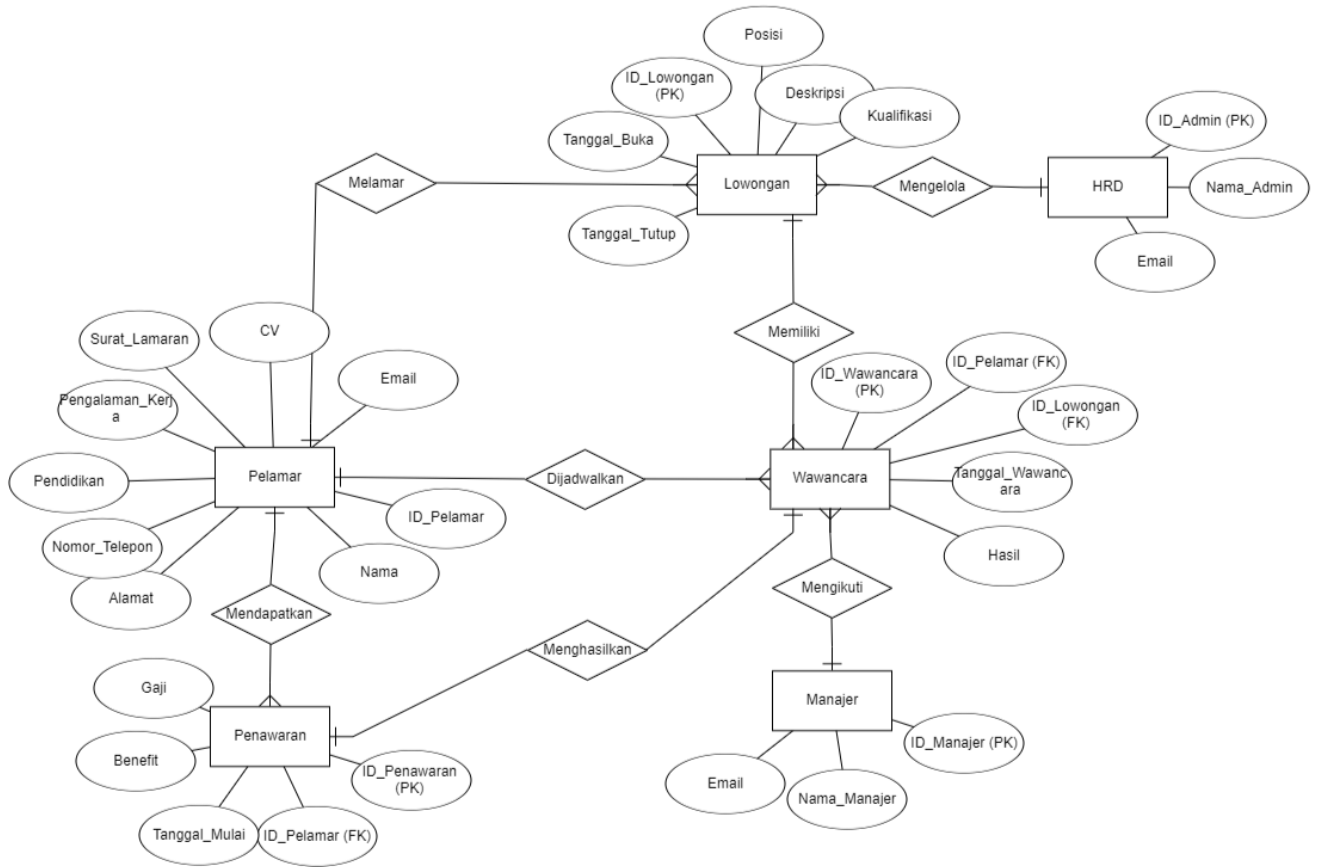 Posisi
ID_Lowongan
(PK)
Deskripsi
Kualifikasi
Tanggal_Buka
ID_Admin (PK)
Melamar
Lowongan
Mengelola
HRD
Nama_Admin
Tanggal_Tutup
Email
Surat_Lamaran
CV
Memiliki
Email
ID_Wawancara
(PK)
ID_Pelamar (FK)
Pengalaman_Kerj
a
ID_Lowongan
(FK)
Pelamar
Dijadwalkan
Wawancara
Tanggal_Wawanc
ara
Pendidikan
ID_Pelamar
Nomor_Telepon
Hasil
Nama
Alamat
Mengikuti
Mendapatkan
Menghasilkan
Gaji
Manajer
Penawaran
ID_Manajer (PK)
Benefit
ID_Penawaran
(PK)
Email
Nama_Manajer
Tanggal_Mulai
ID_Pelamar (FK)